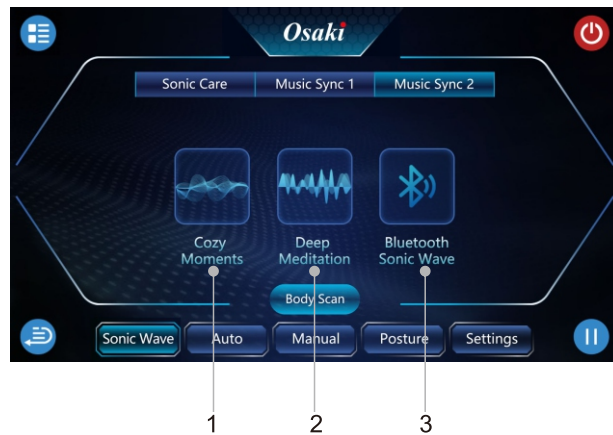 Osaki
Sonic Care Music Sync 1 Music Sync 2
Cozy Moments
Deep Meditation
Bluetooth Sonic Wave
Body Scan
Sonic Wave Auto Manual Posture Settings
1 2 3